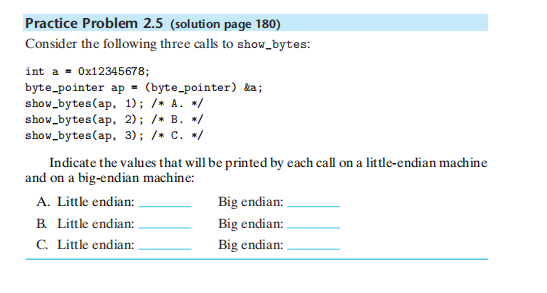 Practice Problem 2.5 (solution page 180)
Consider the following three calls to show_bytes:
int a = 0x12345678;
byte_pointer ap = (byte_pointer) &a;
show_bytes(ap, 1); /* A. */
show_bytes(ap, 2); /* B. */
show_bytes(ap, 3); /* C. */
Indicate the values that will be printed by each call on a little-endian machine
and on a big-endian machine:
A. Little endian: Big endian:
B. Little endian: Big endian:
C. Little endian: Big endian: